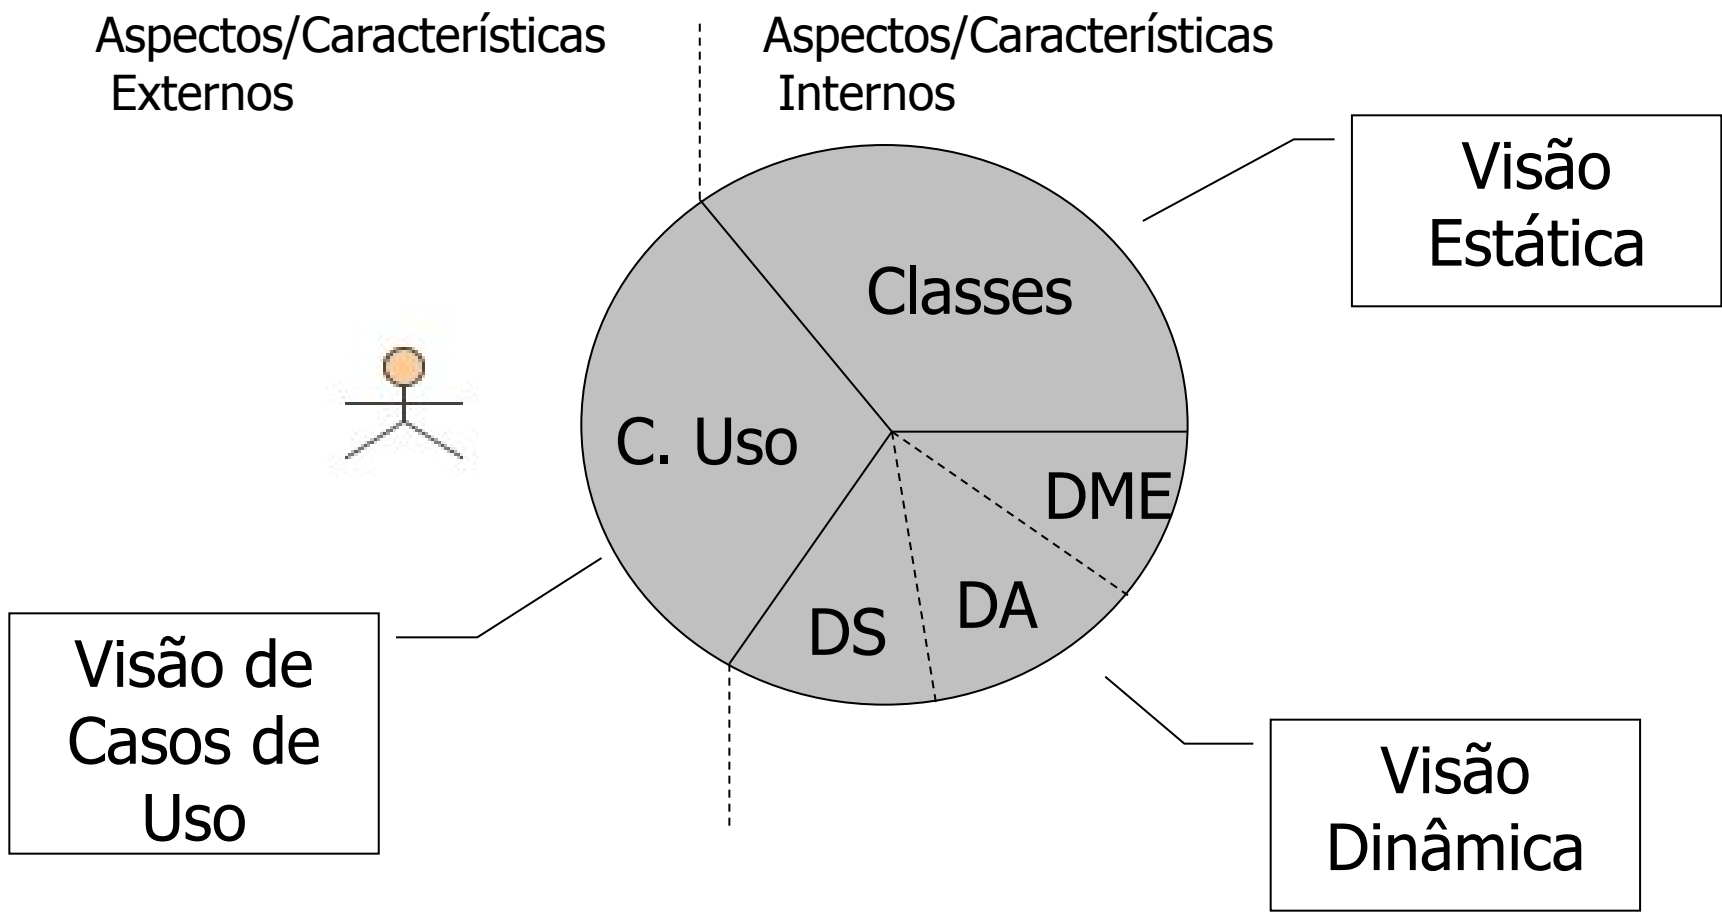 Aspectos/Características
Externos
Aspectos/Características
Internos
Visão
Estática
Classes
C. Uso
DME
DA
DS
Visão de
Casos de
Uso
Visão
Dinâmica